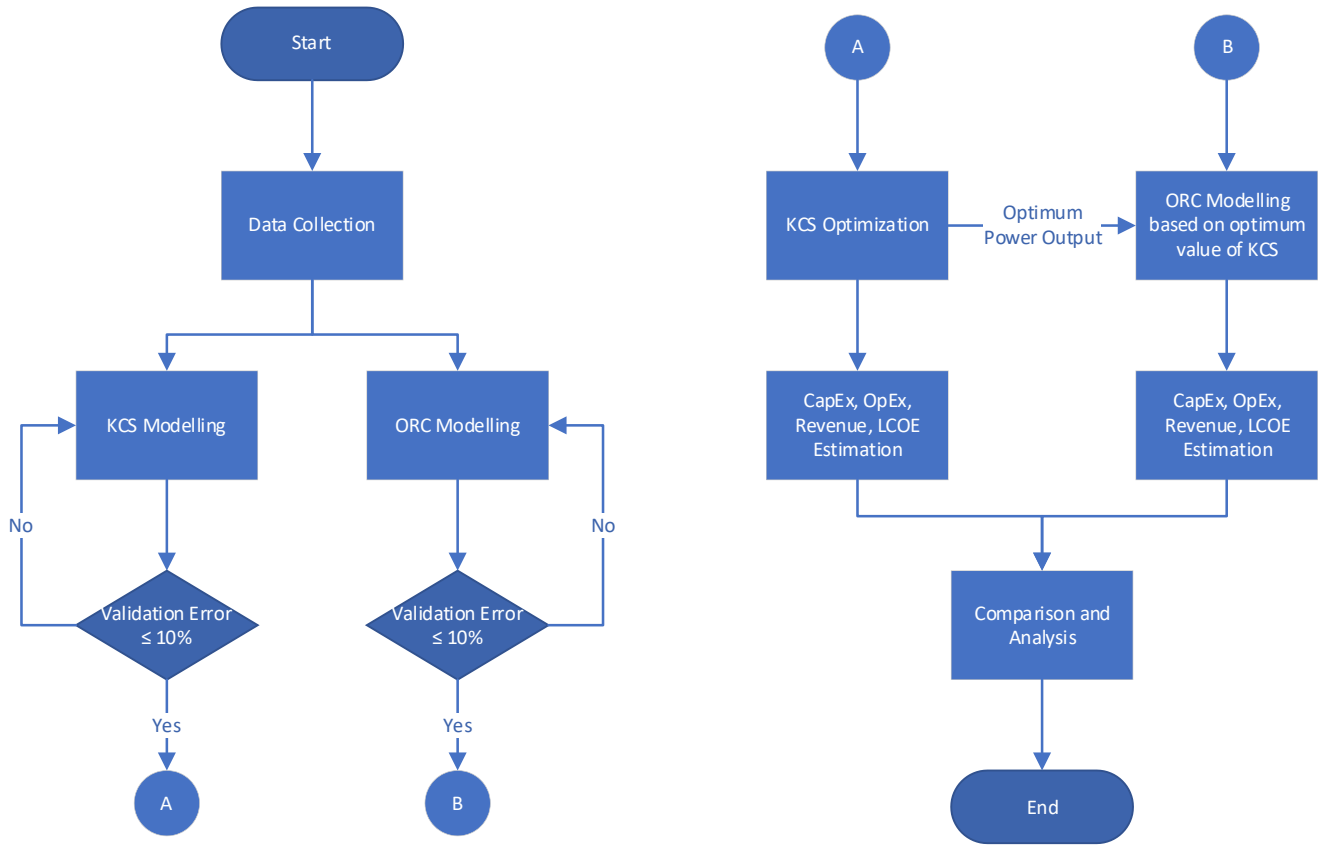 Start
Data Collection
KCS Modelling
ORC Modelling
No
No
Validation Error
≤ 10%
Validation Error
≤ 10%
Yes
Yes
A
B
A
B
KCS Optimization
Optimum
Power Output
ORC Modelling
based on optimum
value of KCS
CapEx, OpEx,
Revenue, LCOE
Estimation
CapEx, OpEx,
Revenue, LCOE
Estimation
Comparison and
Analysis
End